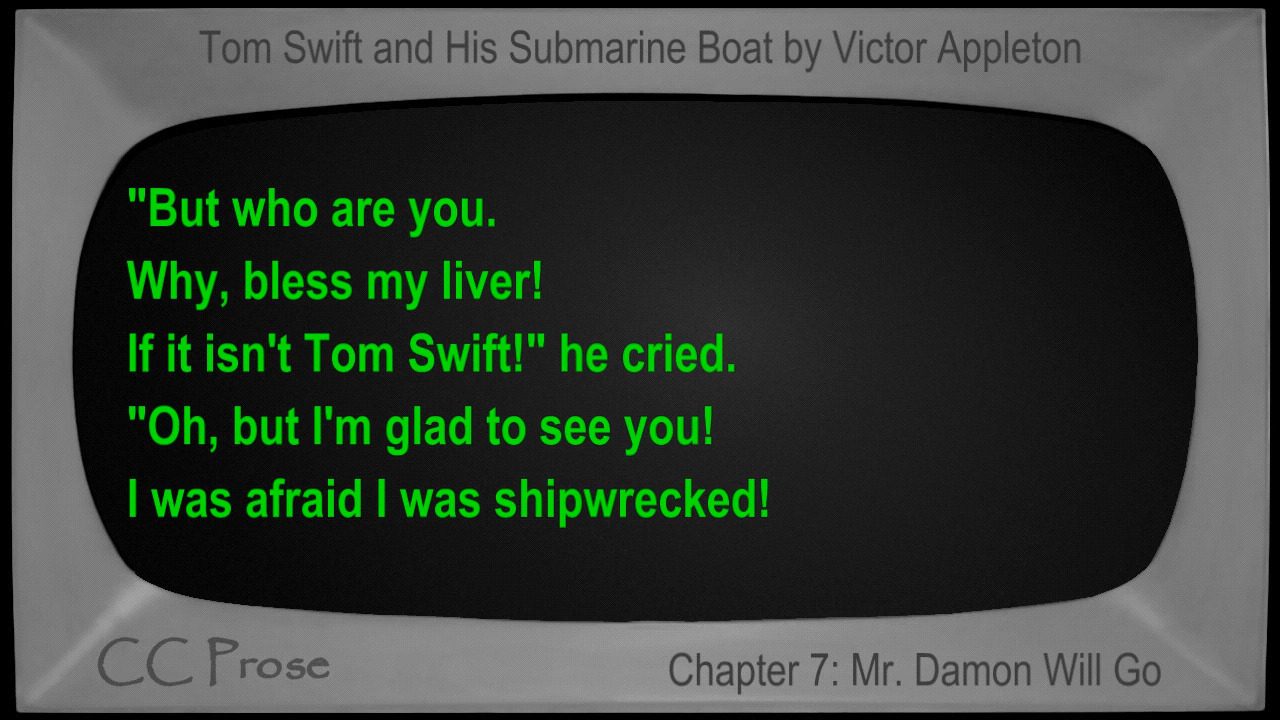 Tom Swift and His Submarine Boat by Victor Appleton
"But who are you.
Why, bless my liver!
If it isn't Tom Swift!" he cried.
"Oh, but I'm glad to see you!
I was afraid I was shipwrecked!
CC Prose
Chapter 7: Mr. Damon Will Go